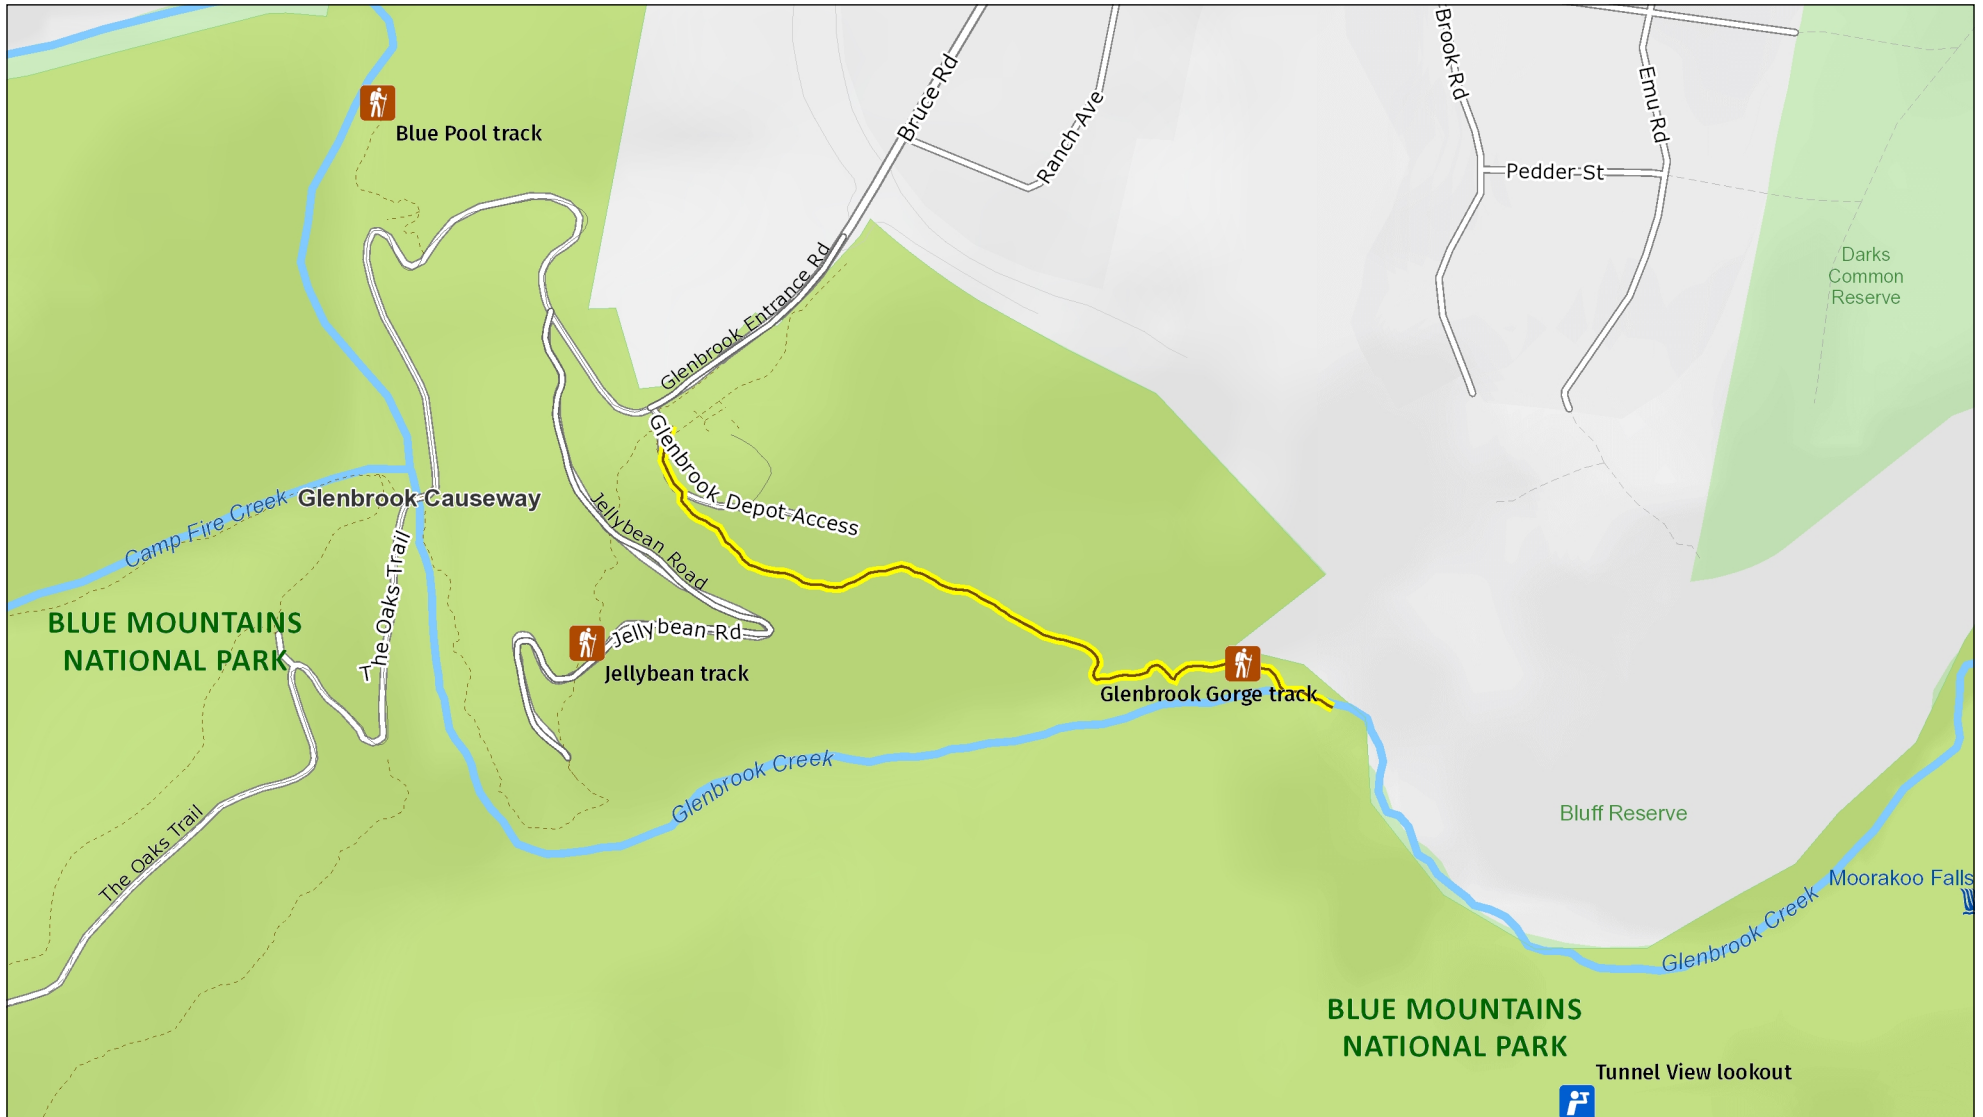 Blue Pool track
Bruce-Rd
Ranch-Ave
Brook-Rd
Emu-Rd
Pedder-St
Darks
Common
Reserve
Glenbrook Entrance Rd
Glenbrook Depot-Access
Camp Fire Creek
Glenbrook Causeway
Jellybean Road
The Oaks-Trail
BLUE MOUNTAINS
NATIONAL PARK
Jellybean-Rd
Jellybean track
Glenbrook Gorge track
Glenbrook Creek
The Oaks Trail
Bluff Reserve
Moorakoo Falls
Glenbrook Creek
BLUE MOUNTAINS
NATIONAL PARK
Tunnel View lookout